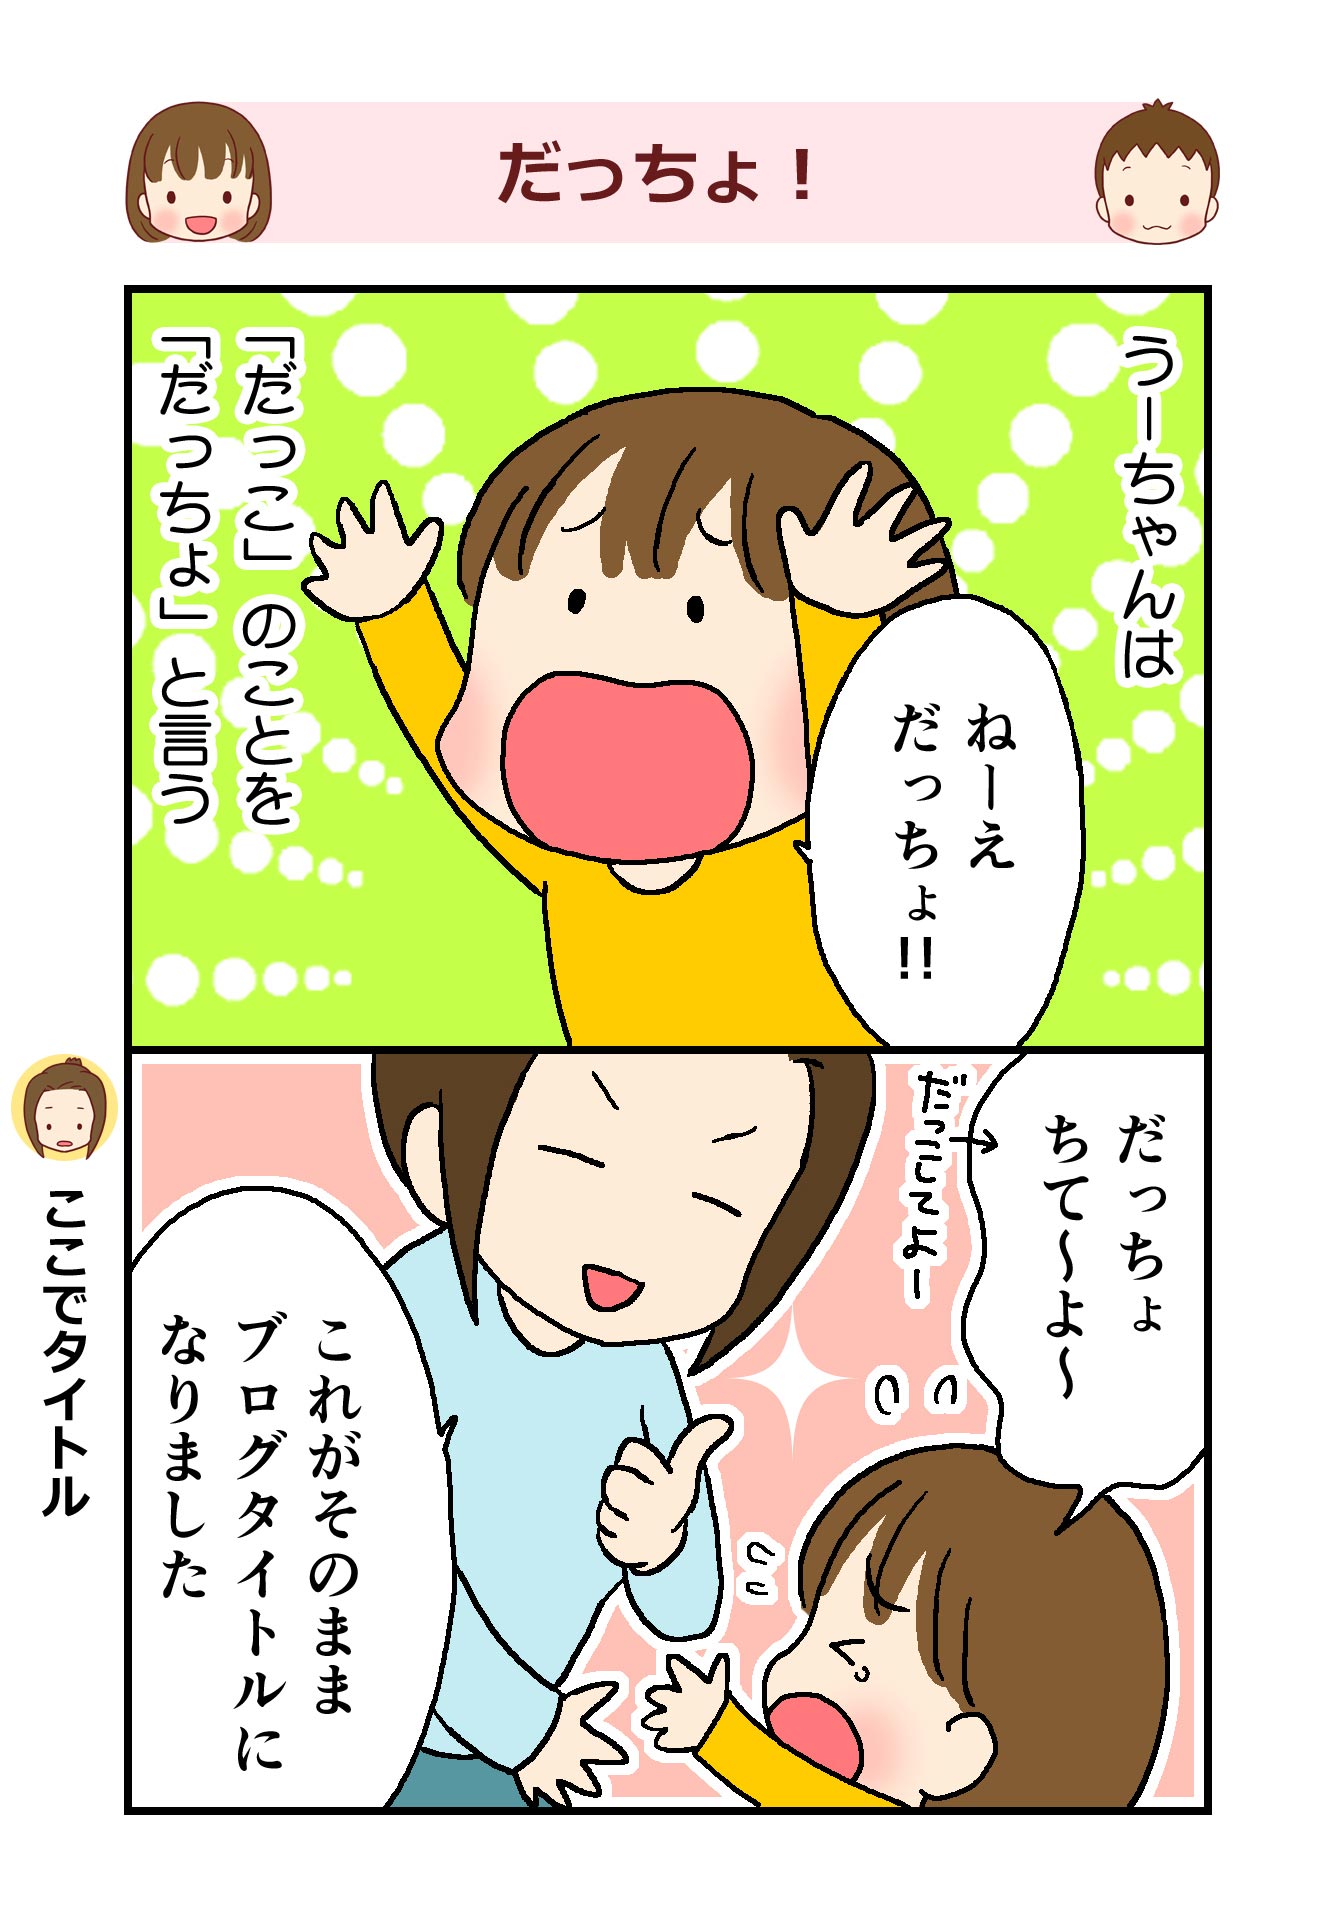 だっちょ！
うーちゃんは
「だっこ」のことを
「だっちょ」と言う
ねーえ
だっちょ!!
だっちょ
ちて～よ～
だっこしてよー
これがそのまま
ブログタイトルに
なりました
ここでタイトル